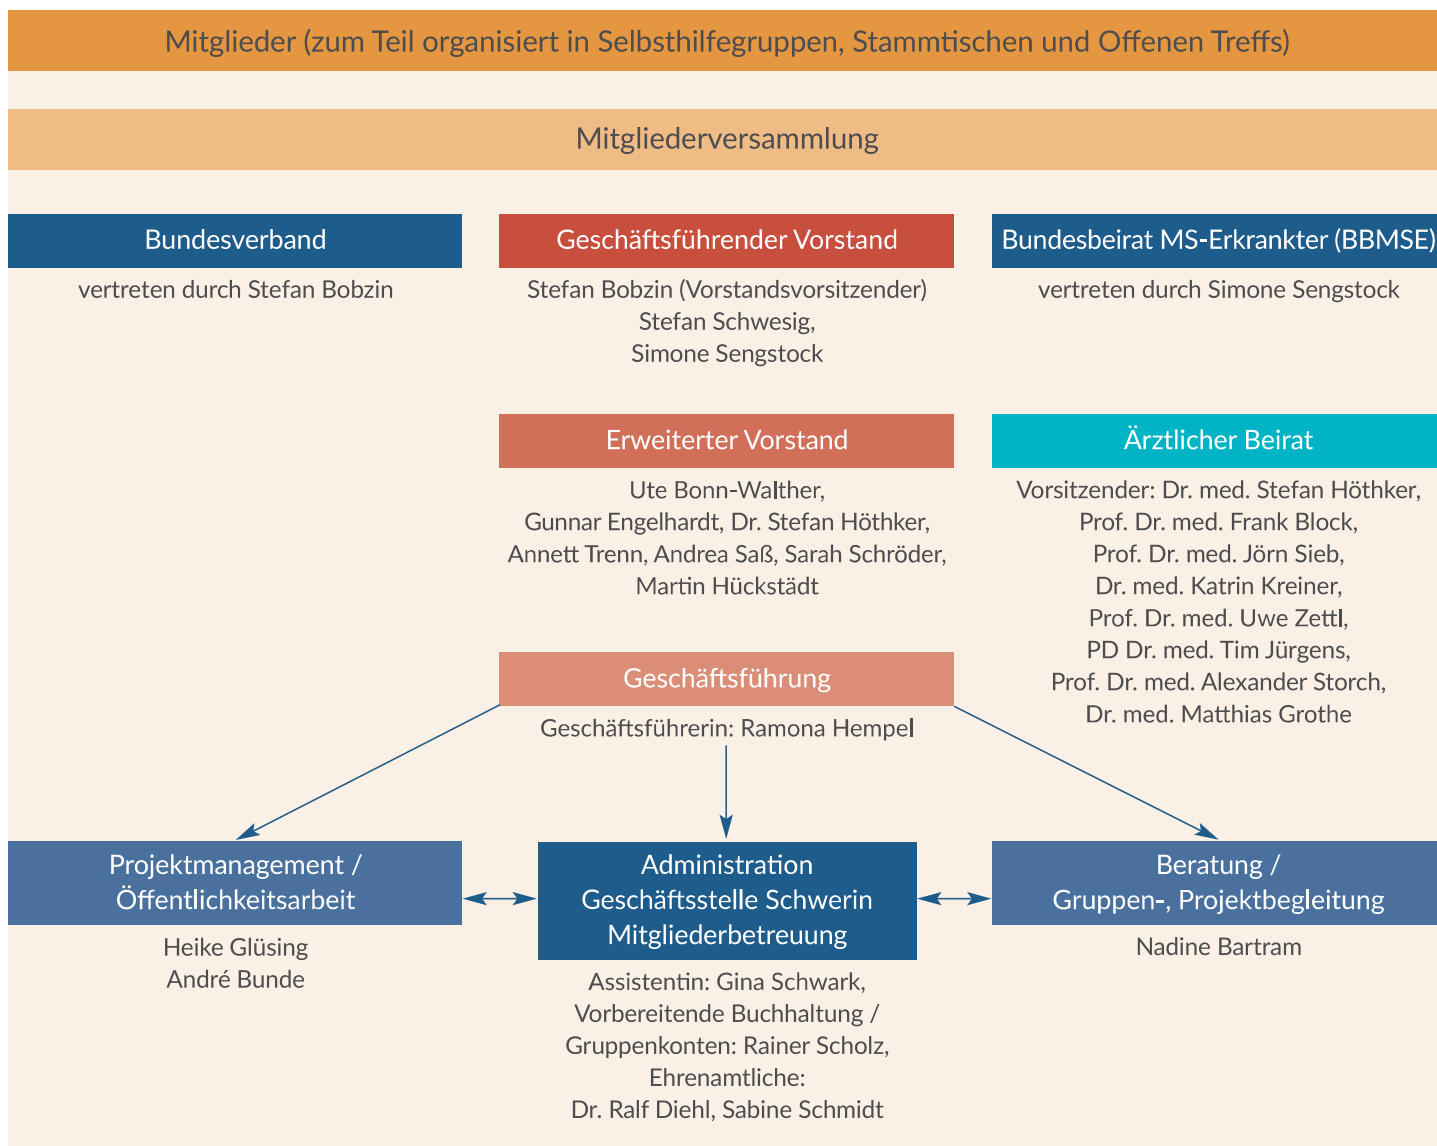 Mitglieder (zum Teil organisiert in Selbsthilfegruppen, Stammtischen und Offenen Treffs)
Mitgliederversammlung
Bundesverband
vertreten durch Stefan Bobzin
Geschäftsführender Vorstand
Stefan Bobzin (Vorstandsvorsitzender)
Stefan Schwesig,
Simone Sengstock
Bundesbeirat MS-Erkrankter (BBMSE)
vertreten durch Simone Sengstock
Erweiterter Vorstand
Ute Bonn-Walther,
Gunnar Engelhardt, Dr. Stefan Höthker,
Annett Trenn, Andrea Saß, Sarah Schröder,
Martin Hückstädt
Ärztlicher Beirat
Vorsitzender: Dr. med. Stefan Höthker,
Prof. Dr. med. Frank Block,
Prof. Dr. med. Jörn Sieb,
Dr. med. Katrin Kreiner,
Prof. Dr. med. Uwe Zettl,
PD Dr. med. Tim Jürgens,
Prof. Dr. med. Alexander Storch,
Dr. med. Matthias Grothe
Geschäftsführung
Geschäftsführerin: Ramona Hempel
Projektmanagement /
Öffentlichkeitsarbeit
Heike Glüsing
André Bunde
Administration
Geschäftsstelle Schwerin
Mitgliederbetreuung
Assistentin: Gina Schwark,
Vorbereitende Buchhaltung /
Gruppenkonten: Rainer Scholz,
Ehrenamtliche:
Dr. Ralf Diehl, Sabine Schmidt
Beratung /
Gruppen-, Projektbegleitung
Nadine Bartram